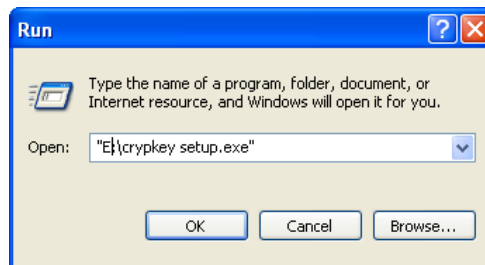 Run
Type the name of a program, folder, document, or
Internet resource, and Windows will open it for you.
Open: "E:\crypkey setup.exe"
OK Cancel Browse...